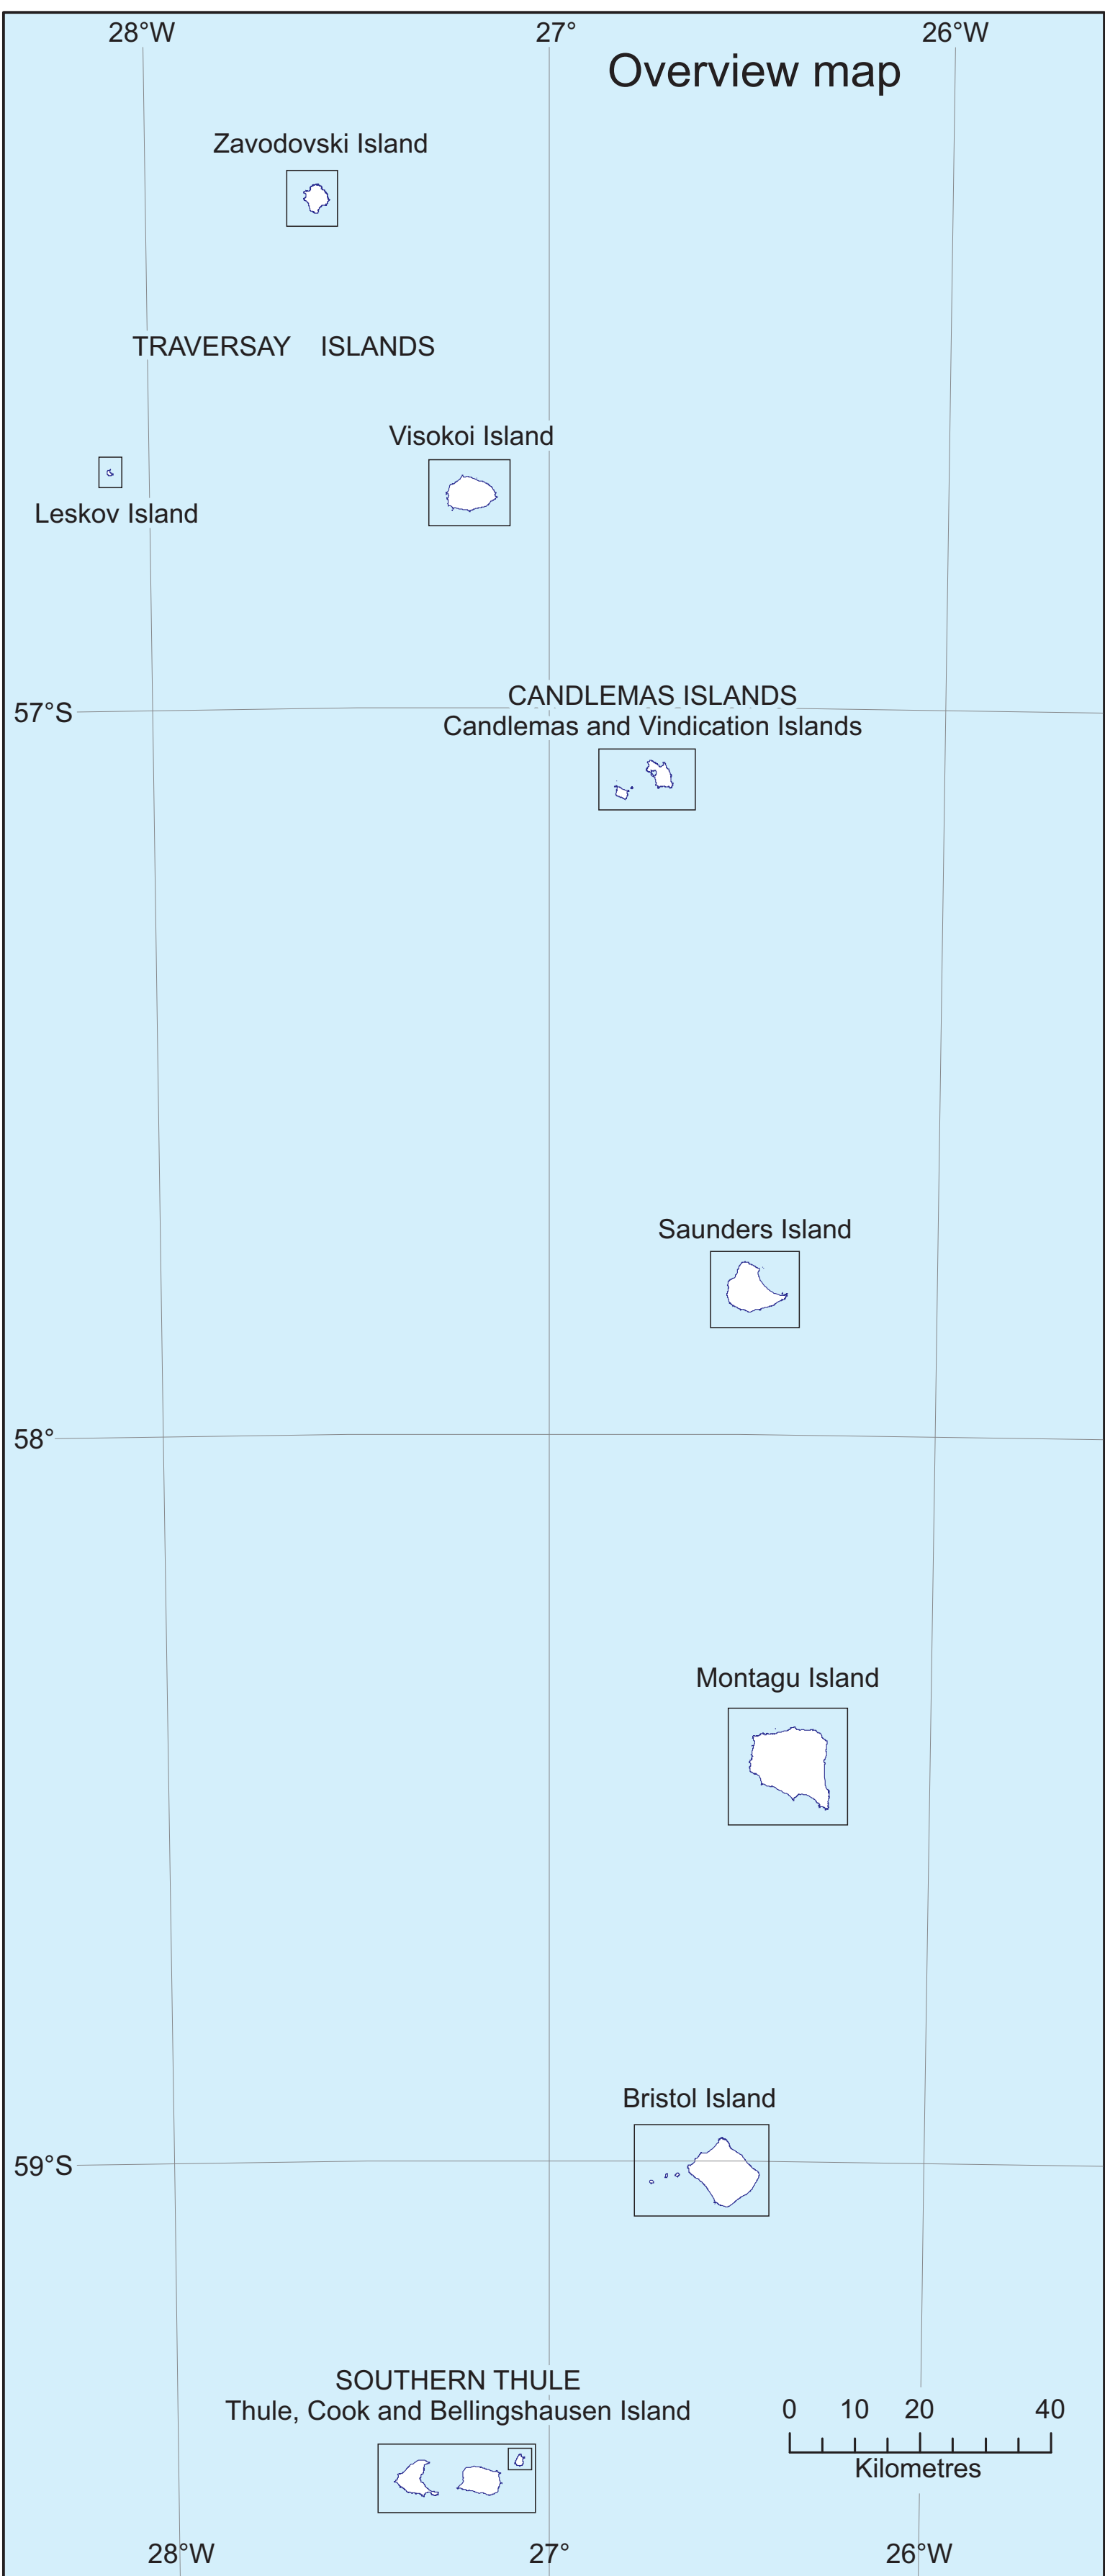 28°W 27° 26°W
Overview map
Zavodovski Island
TRAVERSAY ISLANDS
Visokoi Island
Leskov Island
CANDLEMAS ISLANDS
57°S
Candlemas and Vindication Islands
Saunders Island
58°
Montagu Island
Bristol Island
59°S
SOUTHERN THULE
Thule, Cook and Bellingshausen Island
0 10 20 40
Kilometres
28°W 27° 26°W